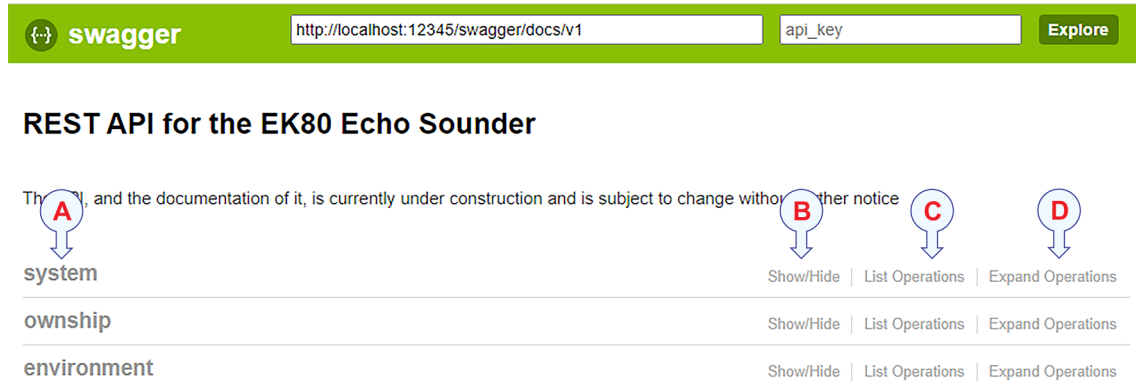 {··} swagger http://localhost:12345/swagger/docs/v1 api_key Explore
REST API for the EK80 Echo Sounder
The , and the documentation of it, is currently under construction and is subject to change notice
A B C D
system Show/Hide List Operations Expand Operations
ownship Show/Hide List Operations Expand Operations
environment Show/Hide List Operations Expand Operations